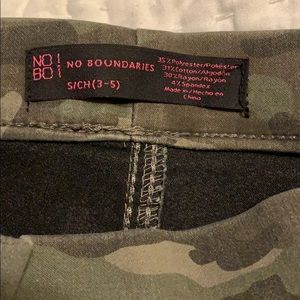 NO
BO
NO BOUNDARIES
S/CH (3-5)
35% Polyester/Poliéster
31% Cotton/Algodón
30% Rayon/Rayón
4% Spandex
Made in/Hecho en
China